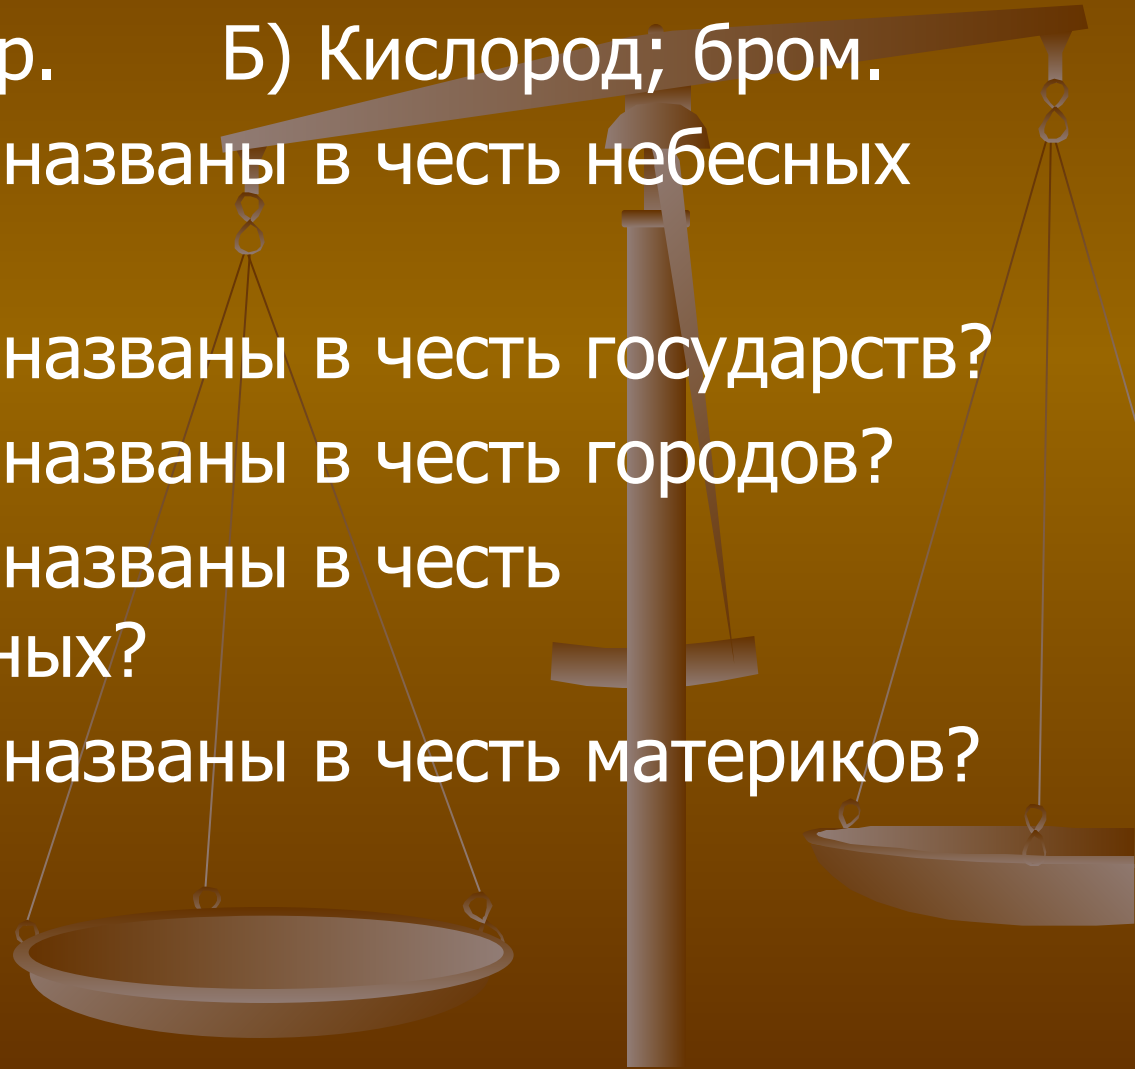 р. Б) Кислород; бром.
названы в честь небесных
названы в честь государств?
названы в честь городов?
названы в честь
ных?
названы в честь материков?